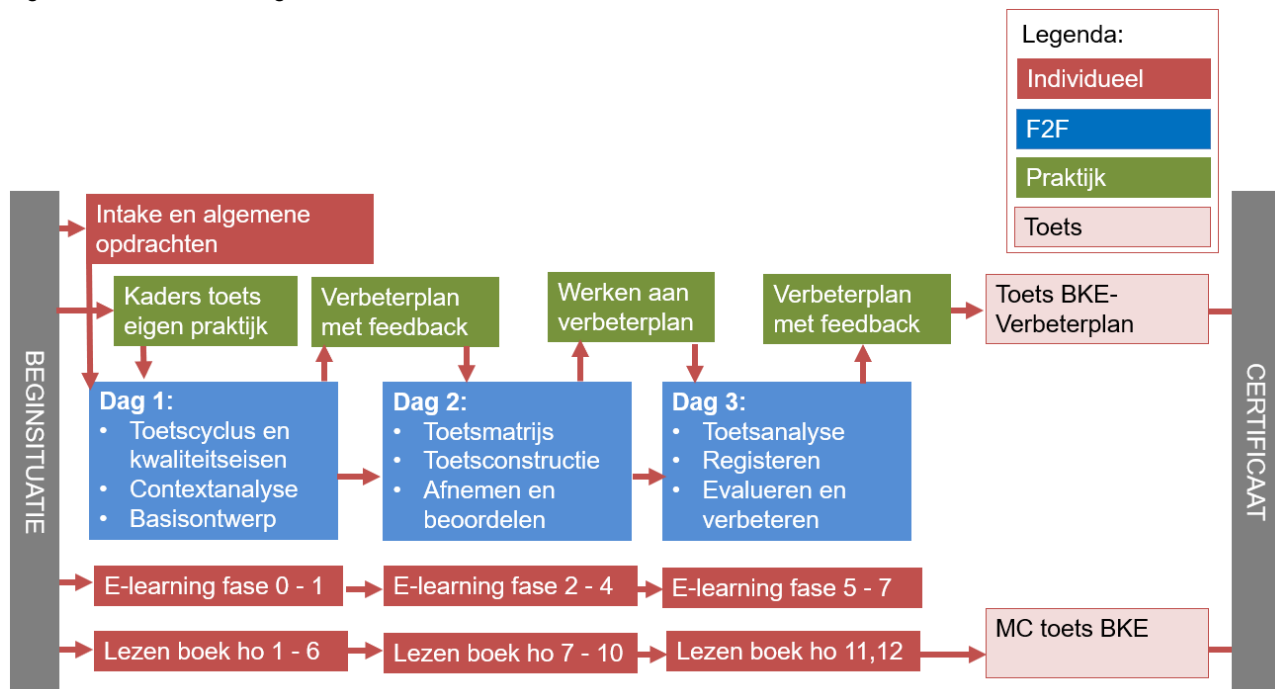 Legenda:
Individueel
F2F
Praktijk
Toets
BEGINSITUATIE
Intake en algemene
opdrachten
Kaders toets
eigen praktijk
Verbeterplan
met feedback
Werken aan
verbeterplan
Verbeterplan
met feedback
Toets BKE-
Verbeterplan
Dag 1:
• Toetscyclus en
kwaliteitseisen
• Contextanalyse
• Basisontwerp
Dag 2:
• Toetsmatrijs
• Toetsconstructie
• Afnemen en
beoordelen
Dag 3:
• Toetsanalyse
• Registeren
• Evalueren en
verbeteren
E-learning fase 0 - 1
E-learning fase 2 - 4
E-learning fase 5 - 7
Lezen boek ho 1 - 6
Lezen boek ho 7 - 10
Lezen boek ho 11,12
MC toets BKE
CERTIFICAAT